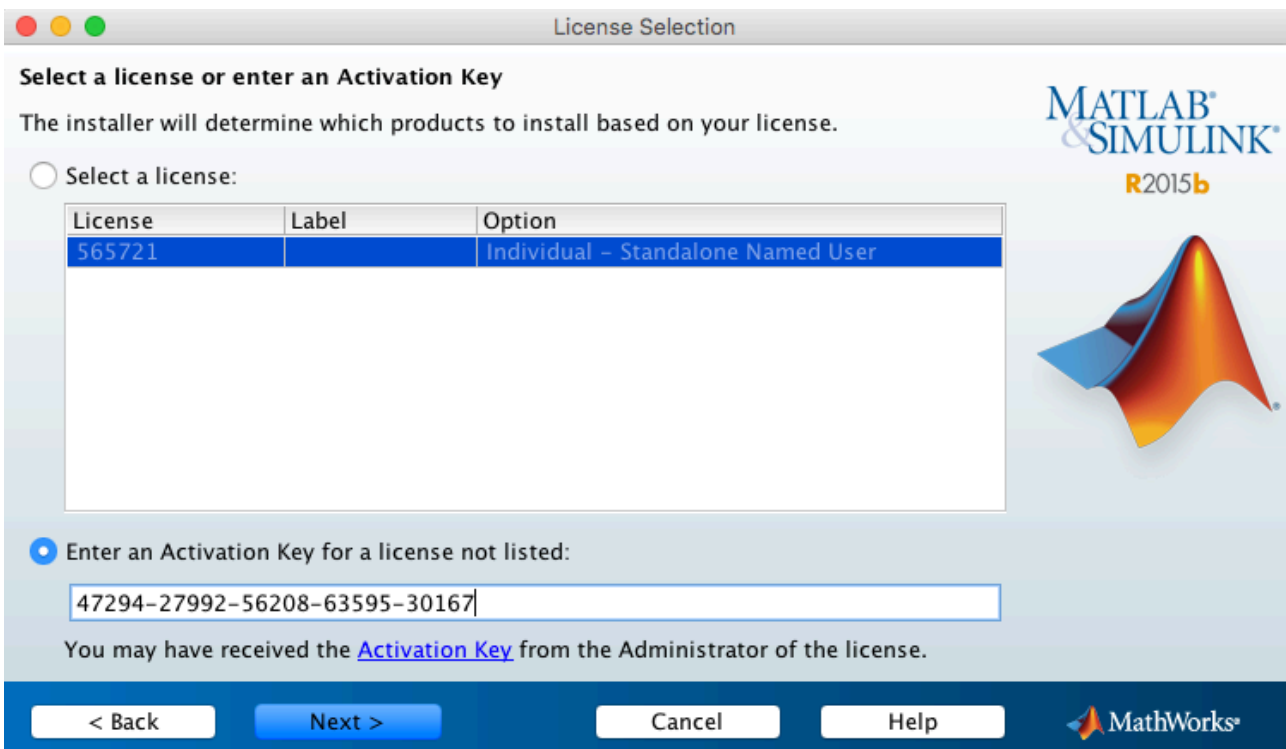 License Selection
Select a license or enter an Activation Key
The installer will determine which products to install based on your license.
MATLAB®
&SIMULINK®
R2015b
Select a license:
License Label Option
565721 Individual – Standalone Named User
Enter an Activation Key for a license not listed:
47294-27992-56208-63595-30167
You may have received the Activation Key from the Administrator of the license.
< Back Next > Cancel Help MathWorks®